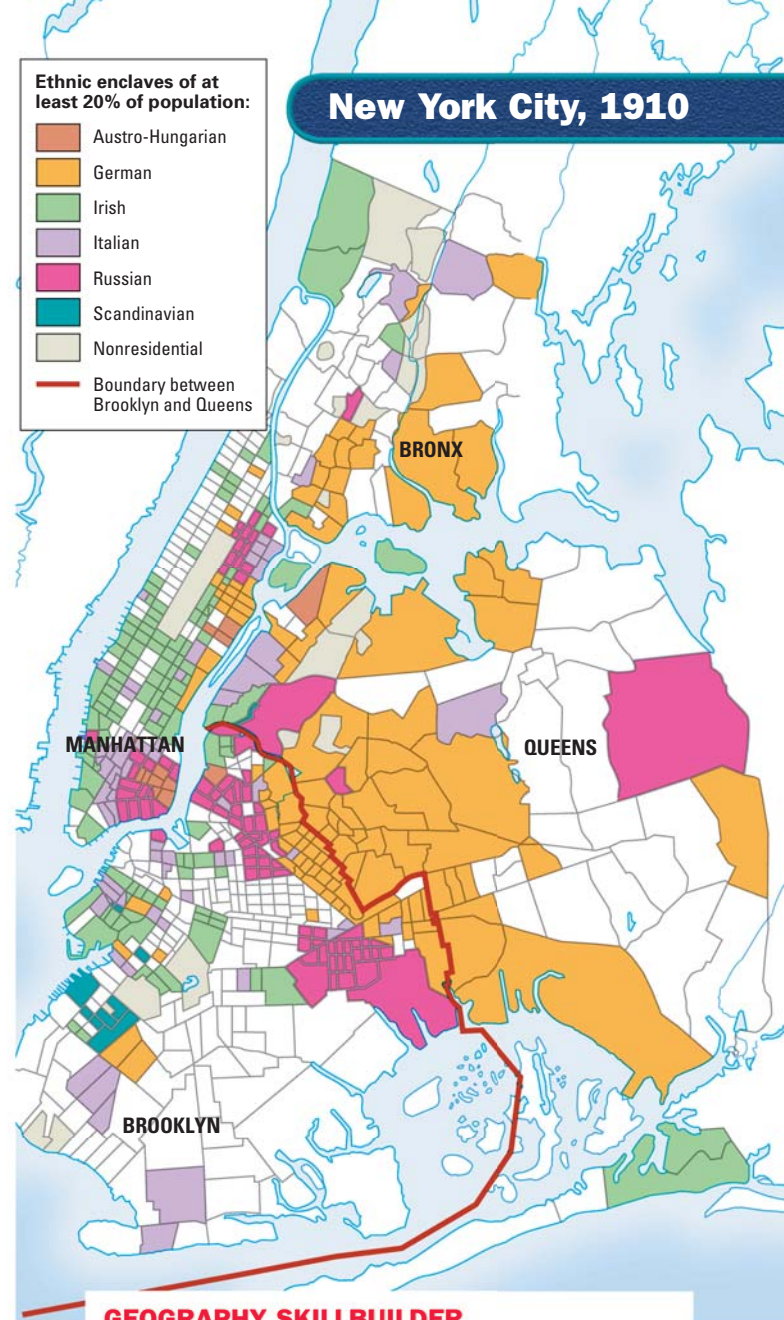 New York City, 1910
Ethnic enclaves of at
least 20% of population:
Austro-Hungarian
German
Irish
Italian
Russian
Scandinavian
Nonresidential
Boundary between
Brooklyn and Queens
BRONX
MANHATTAN
QUEENS
BROOKLYN
GEOGRAPHY SKILLBUILDER